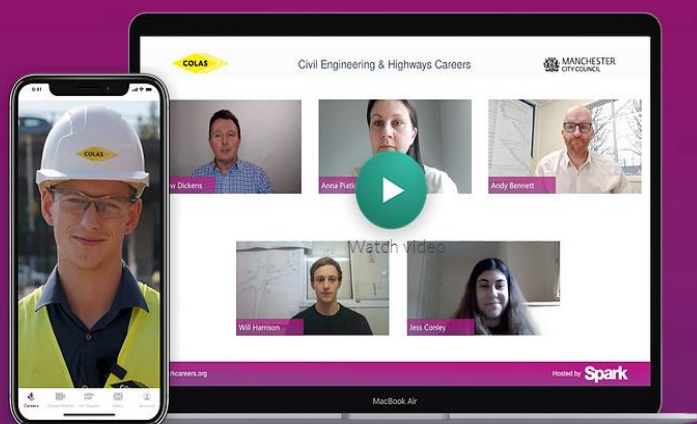 COLAS
Civil Engineering & Highways Careers
MANCHESTER
CITY COUNCIL
9:41
COLAS
Dickens
Anna
Andy Bennett
Watch video
Will Harrison
Jess Conley
Hosted by Spark
MacBook Air
Careers